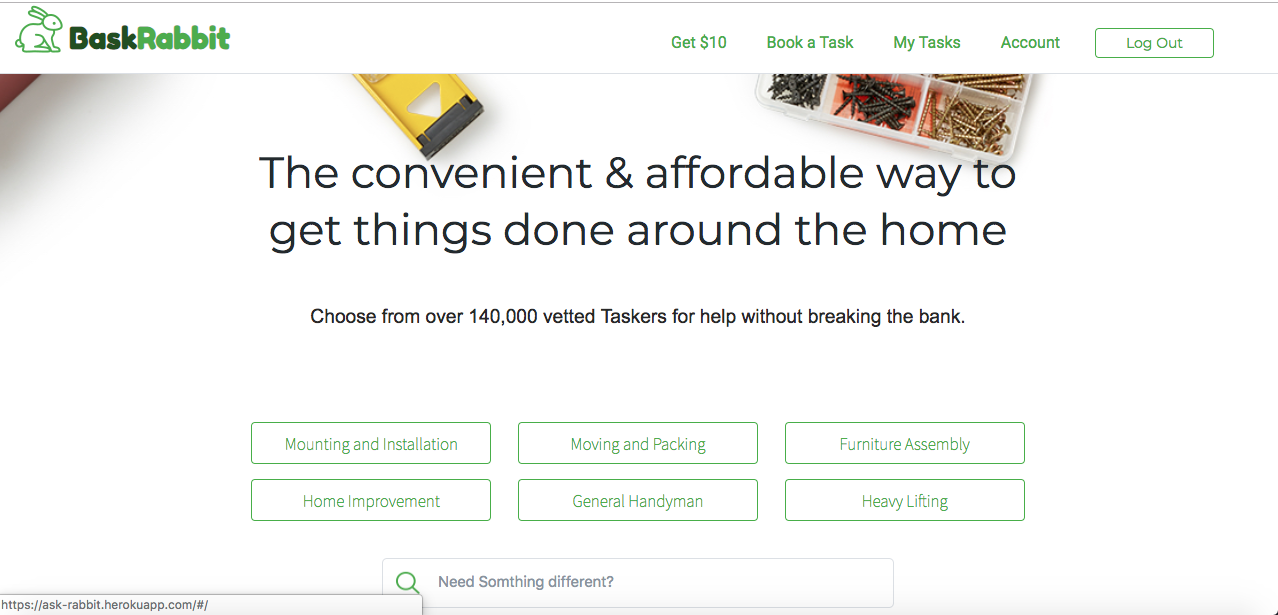 BaskRabbit
Get $10
Book a Task
My Tasks
Account
Log Out
The convenient & affordable way to
get things done around the home
Choose from over 140,000 vetted Taskers for help without breaking the bank.
Mounting and Installation
Moving and Packing
Furniture Assembly
Home Improvement
General Handyman
Heavy Lifting
Need Somthing different?
https://ask-rabbit.herokuapp.com/#/